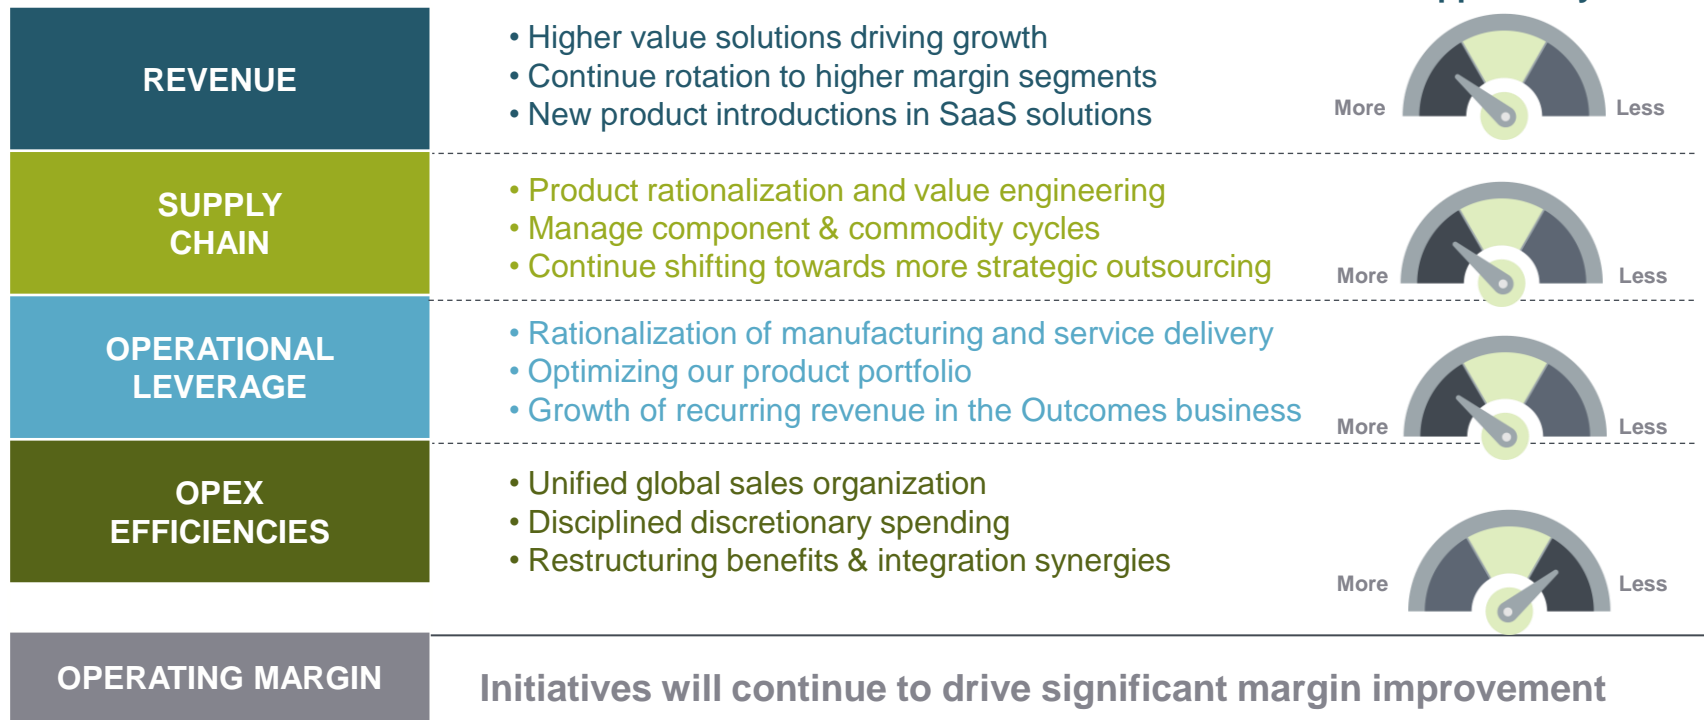 REVENUE
• Higher value solutions driving growth
• Continue rotation to higher margin segments
• New product introductions in SaaS solutions
More
Less
SUPPLY
CHAIN
• Product rationalization and value engineering
• Manage component & commodity cycles
• Continue shifting towards more strategic outsourcing
More
Less
OPERATIONAL
LEVERAGE
• Rationalization of manufacturing and service delivery
• Optimizing our product portfolio
• Growth of recurring revenue in the Outcomes business
More
Less
OPEX
EFFICIENCIES
• Unified global sales organization
• Disciplined discretionary spending
• Restructuring benefits & integration synergies
More
Less
OPERATING MARGIN
Initiatives will continue to drive significant margin improvement